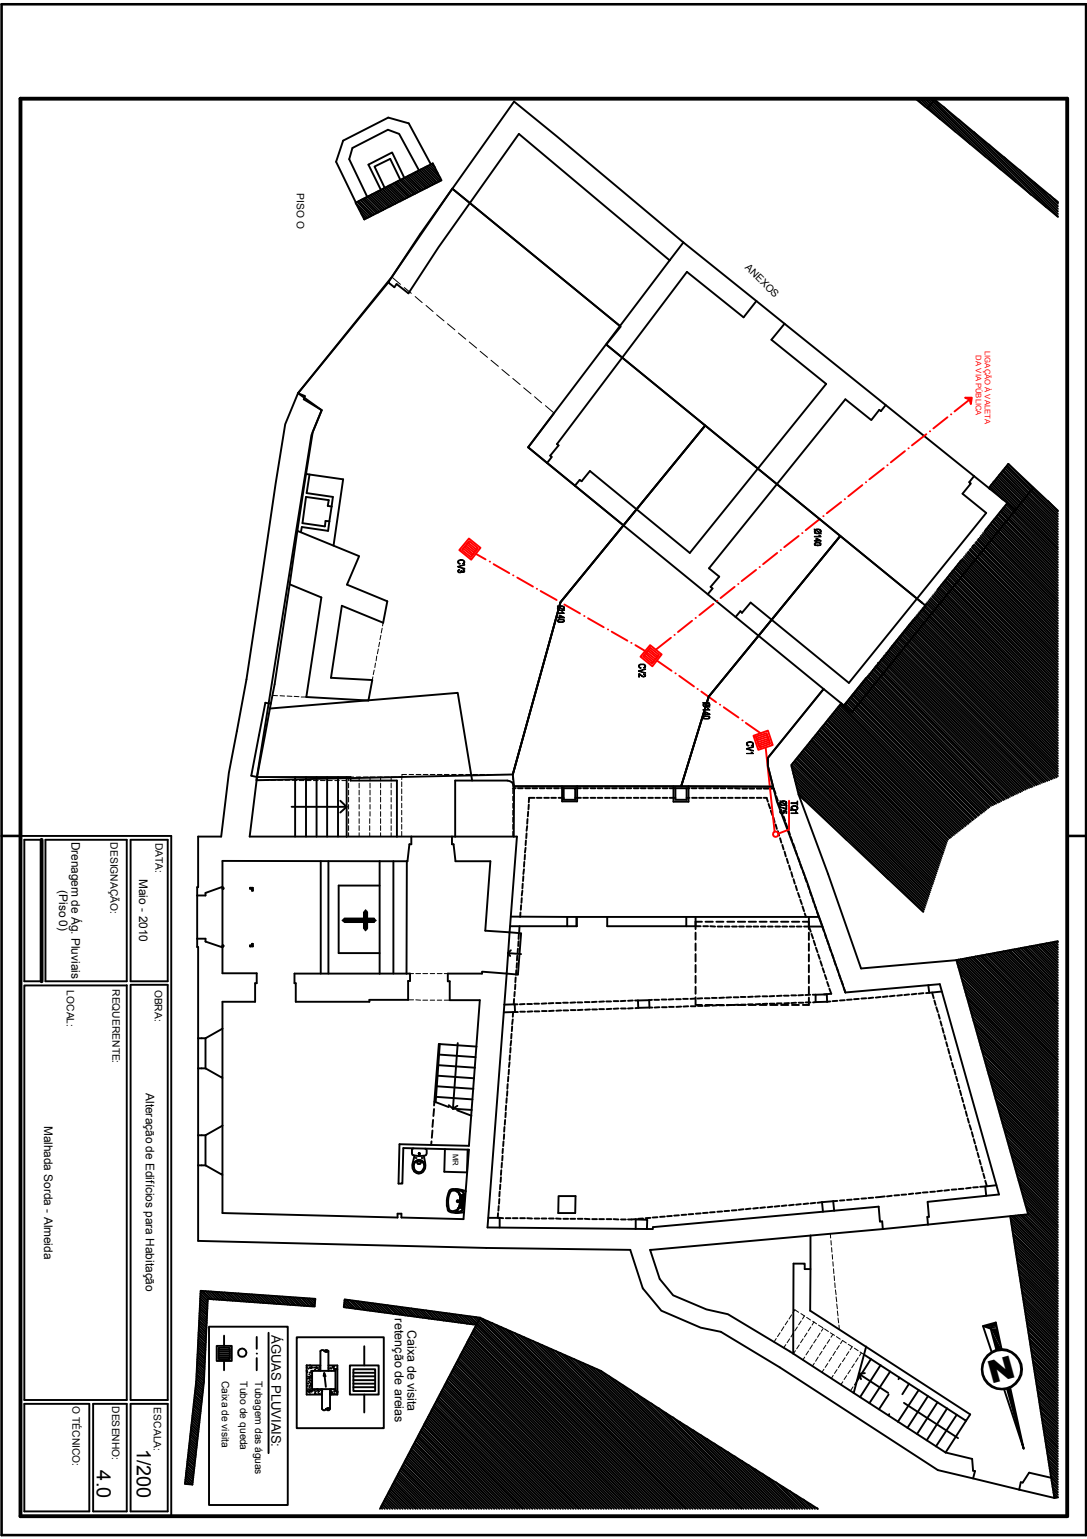 PISO O
ANEXOS
LIGAÇÃO À VALETA
DA VIA PÚBLICA
Ø140
CV3
Ø140
CV2
Ø140
CV1
TQ1
Ø75
MR
N
Caixa de visita
retenção de areias
ÁGUAS PLUVIAIS:
Tubagem das águas
Tubo de queda
Caixa de visita
DATA:
Maio - 2010
OBRA:
Alteração de Edifícios para Habitação
ESCALA:
1/200
DESIGNAÇÃO:
Drenagem de Ág. Pluviais
(Piso 0)
REQUERENTE:
DESENHO:
4.0
LOCAL:
Malhada Sorda - Almeida
O TÉCNICO: